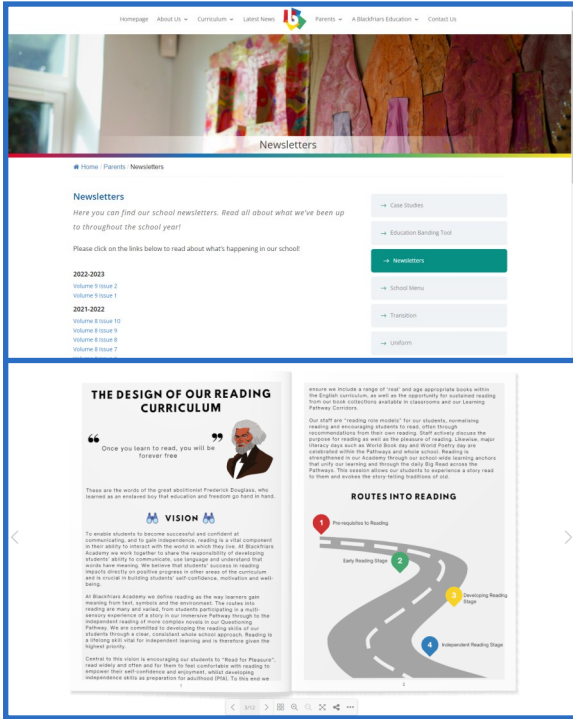 Homepage About Us Curriculum Latest News Parents A Blackfriars Education Contact Us
Newsletters
Home / Parents / Newsletters
Newsletters
Here you can find our school newsletters. Read all about what we've been up
to throughout the school year!
Please click on the links below to read about what's happening in our school!
2022-2023
Volume 9 Issue 2
Volume 9 Issue 1
2021-2022
Volume 8 Issue 10
Volume 8 Issue 9
Volume 8 Issue 8
Volume 8 Issue 7
→ Case Studies
→ Education Banding Tool
→ Newsletters
→ School Menu
→ Transition
→ Uniform
THE DESIGN OF OUR READING
CURRICULUM
“ Once you learn to read, you will be ”
forever free
These are the words of the great abolitionist Frederick Douglass, who
learned as an enslaved boy that education and freedom go hand in hand.
VISION
To enable students to become successful and confident at
communicating, and to gain independence, reading is a vital component
in their ability to interact with the world in which they live. At Blackfriars
Academy we work together to share the responsibility of developing
students' ability to communicate, use language and understand that
words have meaning. We believe that students' success in reading
impacts directly on positive progress in other areas of the curriculum
and is crucial in building students' self-confidence, motivation and well-
being.
At Blackfriars Academy we define reading as the way learners gain
meaning from text, symbols and the environment. The routes into
reading are many and varied, from students participating in a multi-
sensory experience of a story in our Immersive Pathway through to the
independent reading of more complex novels in our Questioning
Pathway. We are committed to developing the reading skills of our
students through a clear, consistent whole school approach. Reading is
a lifelong skill vital for independent learning and is therefore given the
highest priority.
Central to this vision is encouraging our students to "Read for Pleasure",
read widely and often and for them to feel comfortable with reading to
empower their self-confidence and enjoyment, whilst developing
independence skills as preparation for adulthood (PfA). To this end we
1
ensure we include a range of 'real' and age appropriate books within
the English curriculum, as well as the opportunity for sustained reading
from our book collections available in classrooms and our Learning
Pathway Corridors.
Our staff are "reading role models" for our students, normalising
reading and encouraging students to read, often through
recommendations from their own reading. Staff actively discuss the
purpose for reading as well as the pleasure of reading. Likewise, major
literacy days such as World Book day and World Poetry day are
celebrated within the Pathways and whole school. Reading is
strengthened in our Academy through our school-wide learning anchors
that unify our learning and through the daily Big Read across the
Pathways. This session allows our students to experience a story read
to them and evokes the story-telling traditions of old.
ROUTES INTO READING
1 Pre-requisites to Reading
Early Reading Stage 2
3 Developing Reading
Stage
4 Independent Reading Stage
2
3/12